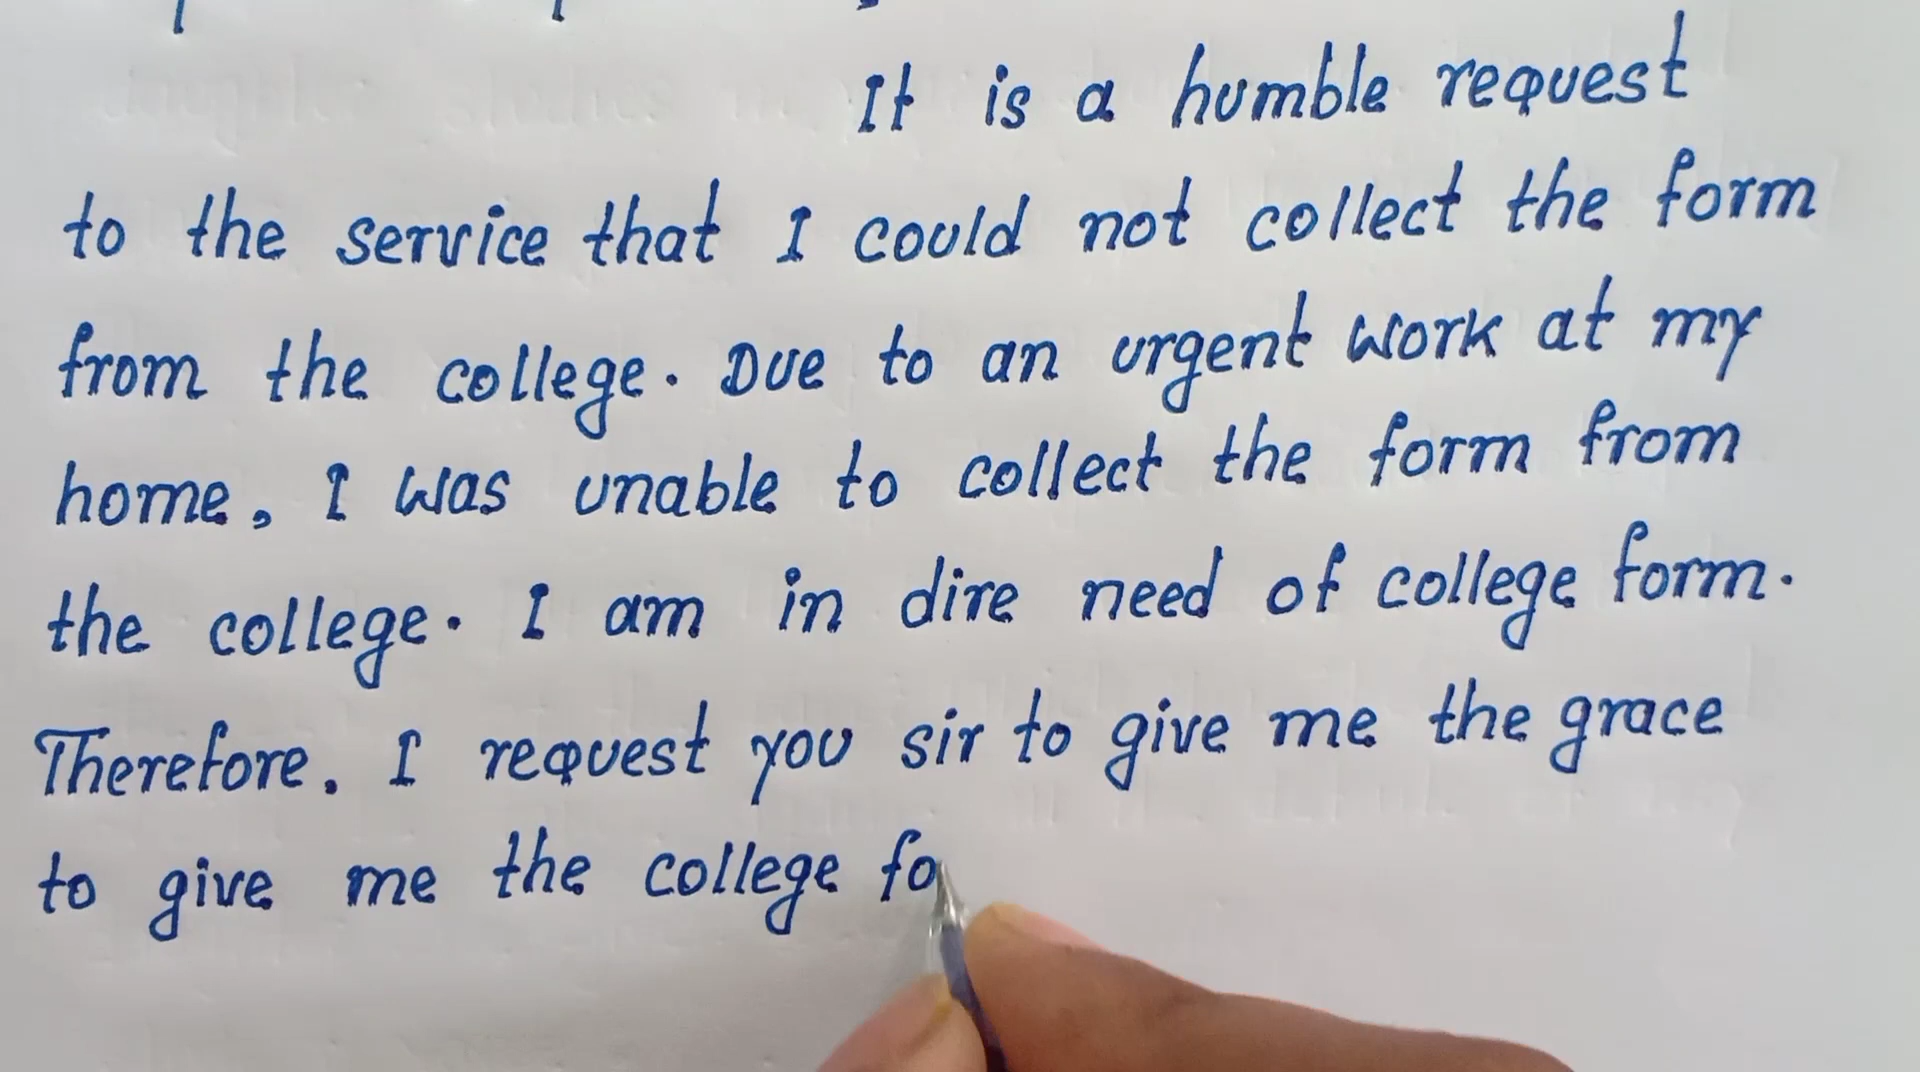 It is a humble request
to the service that I could not collect the form
from the college. Due to an urgent work at my
home, I was unable to collect the form from
the college. I am in dire need of college form.
Therefore, I request you sir to give me the grace
to give me the college fo